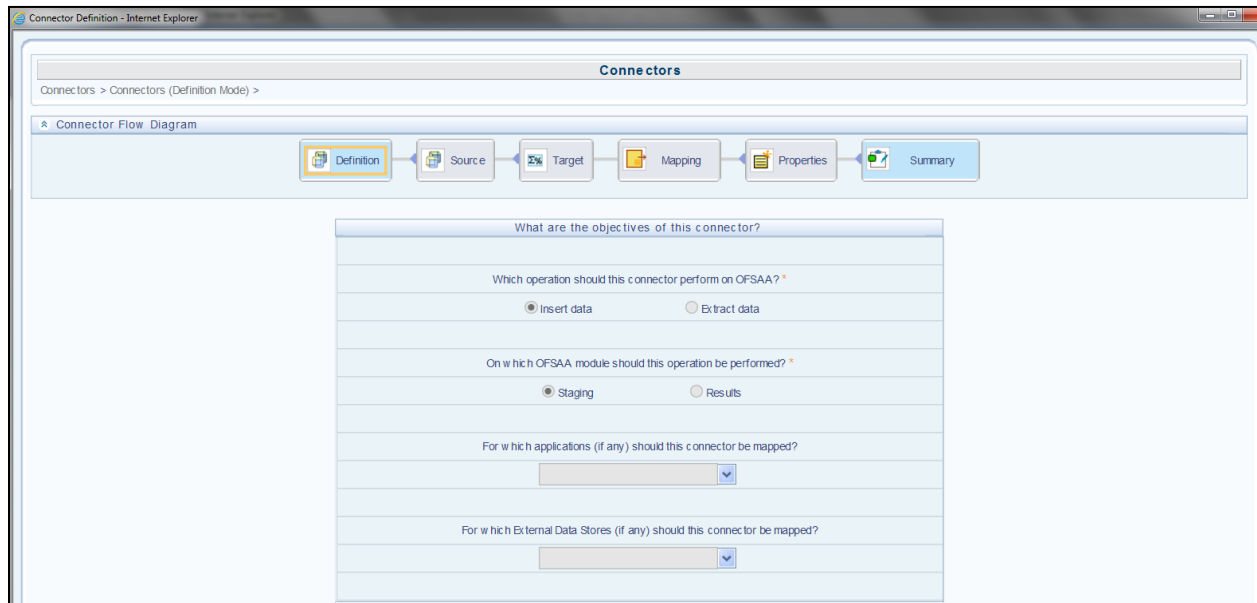 Connector Definition - Internet Explorer
Connectors
Connectors > Connectors (Definition Mode) >
Connector Flow Diagram
Definition Source Σ% Target Mapping Properties Summary
What are the objectives of this connector?
Which operation should this connector perform on OFSAA? *
Insert data Extract data
On which OFSAA module should this operation be performed? *
Staging Results
For which applications (if any) should this connector be mapped?
For which External Data Stores (if any) should this connector be mapped?